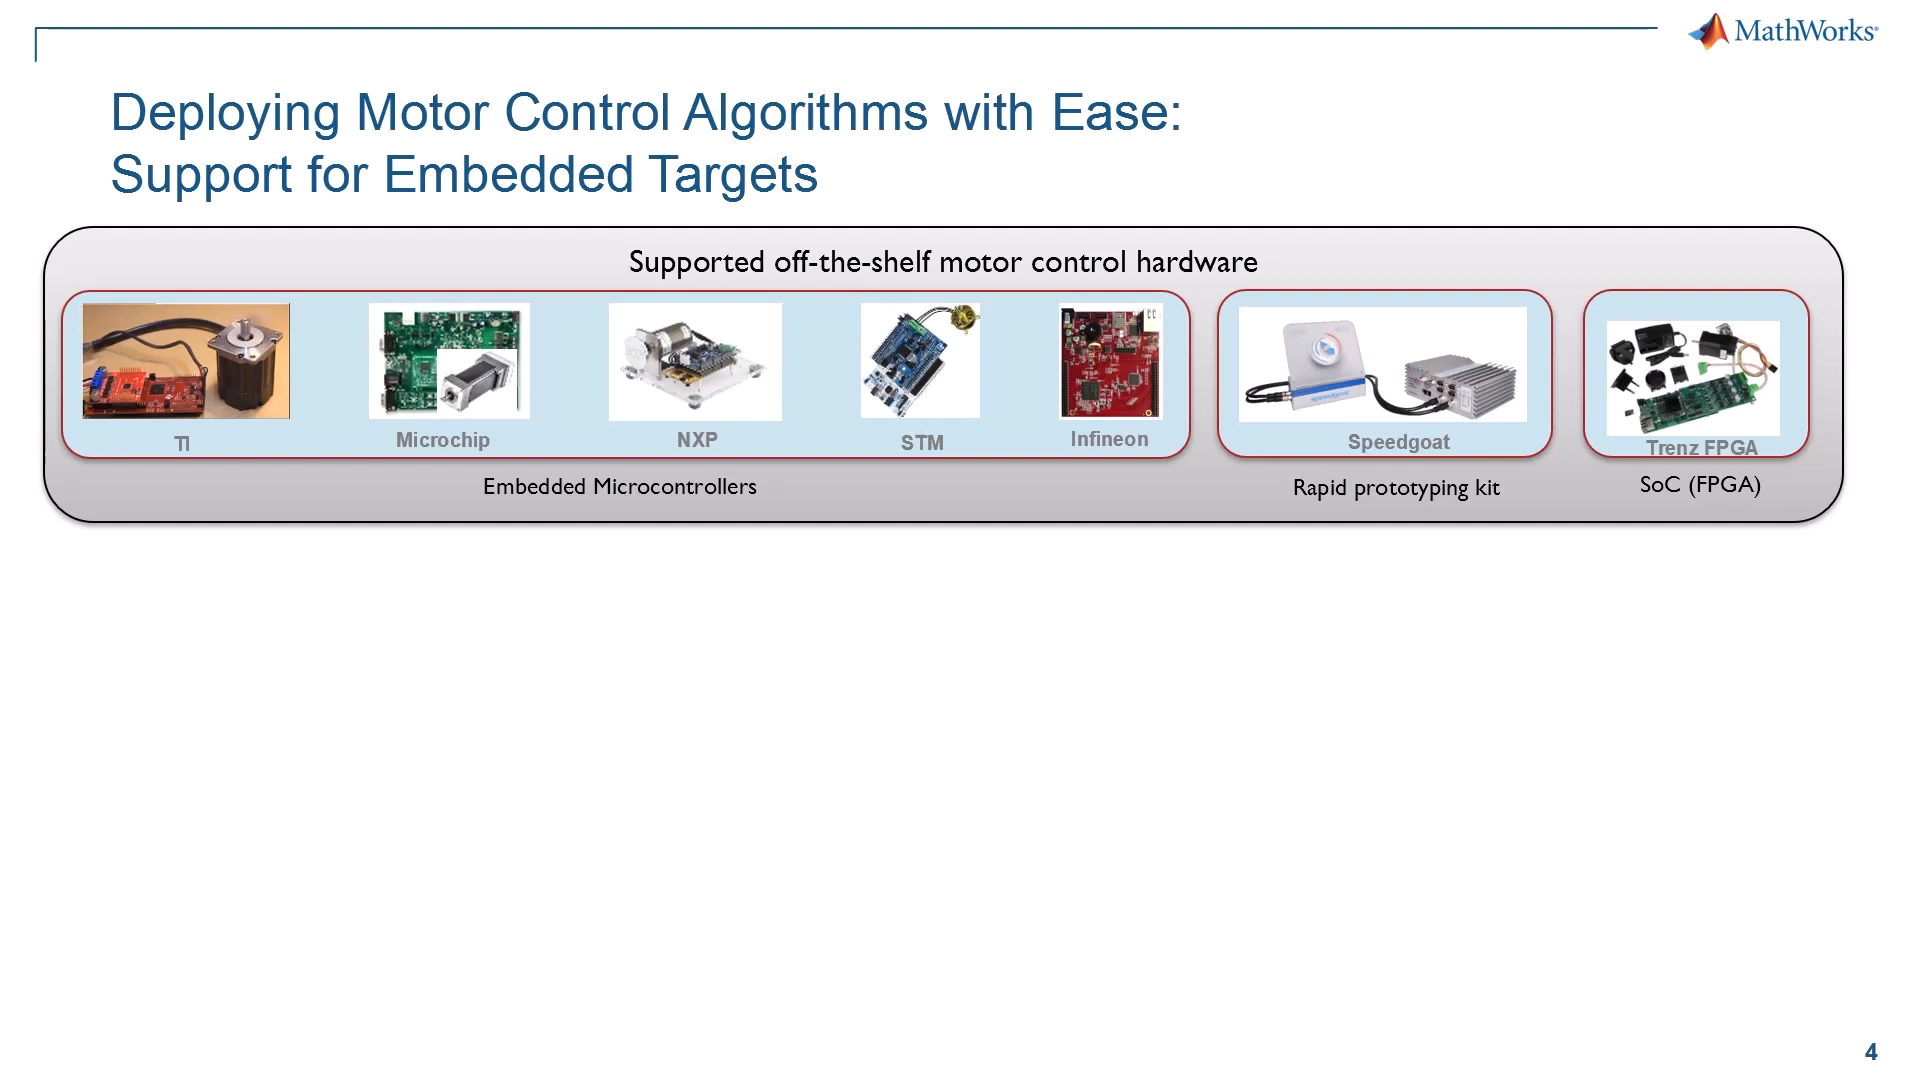 MathWorks®
Deploying Motor Control Algorithms with Ease:
Support for Embedded Targets
Supported off-the-shelf motor control hardware
TI
Microchip
NXP
STM
Infineon
Speedgoat
Trenz FPGA
Embedded Microcontrollers
Rapid prototyping kit
SoC (FPGA)
4